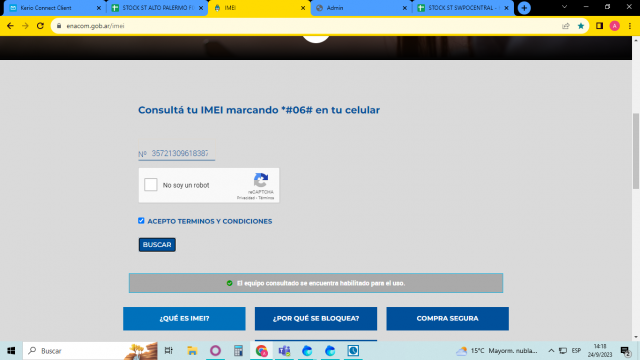 Kerio Connect Client
STOCK ST ALTO PALERMO F
IMEI
Admin
STOCK ST SWPOCENTRAL -
enacom.gob.ar/imei
A
Consultá tu IMEI marcando *#06# en tu celular
Nº
No soy un robot
reCAPTCHA
Privacidad - Términos
ACEPTO TERMINOS Y CONDICIONES
BUSCAR
El equipo consultado se encuentra habilitado para el uso.
¿QUÉ ES IMEI?
¿POR QUÉ SE BLOQUEA?
COMPRA SEGURA
Buscar
15°C Mayorm. nubla...
ESP
14:18
24/9/2023